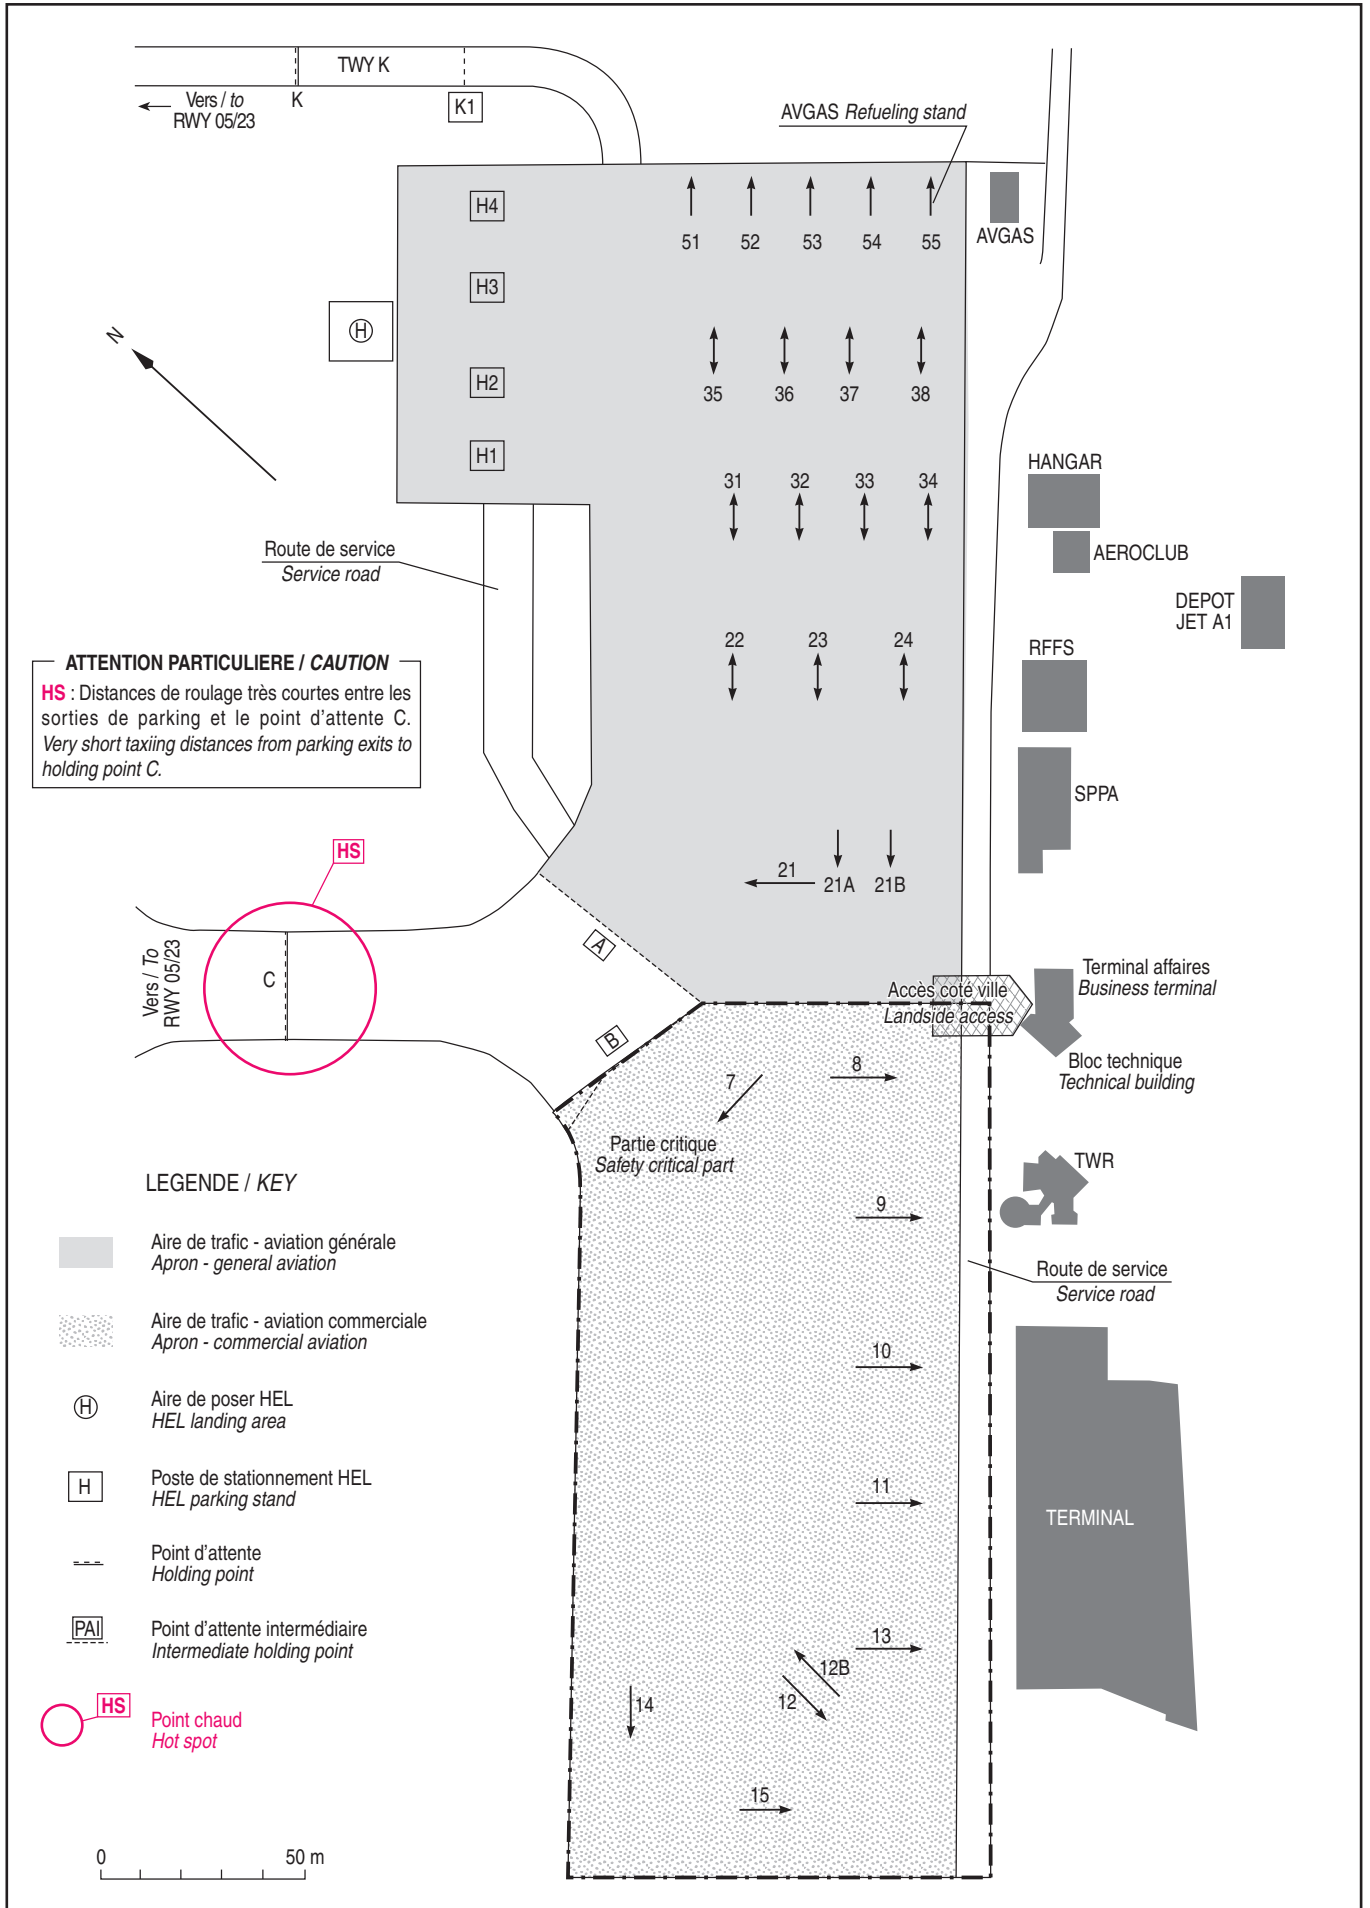 TWY K
K
K1
Vers / to
RWY 05/23
AVGAS Refueling stand
H4
51
52
53
54
55
AVGAS
H3
H
N
H2
35
36
37
38
H1
31
32
33
34
HANGAR
AEROCLUB
Route de service
Service road
DEPOT
JET A1
22
23
24
RFFS
ATTENTION PARTICULIERE / CAUTION
HS : Distances de roulage très courtes entre les
sorties de parking et le point d'attente C.
Very short taxiing distances from parking exits to
holding point C.
SPPA
HS
21
21A
21B
A
Vers / To
RWY 05/23
C
Accès coté ville
Landside access
Terminal affaires
Business terminal
B
Bloc technique
Technical building
7
8
Partie critique
Safety critical part
TWR
9
Route de service
Service road
LEGENDE / KEY
Aire de trafic - aviation générale
Apron - general aviation
Aire de trafic - aviation commerciale
Apron - commercial aviation
H
Aire de poser HEL
HEL landing area
H
Poste de stationnement HEL
HEL parking stand
Point d'attente
Holding point
PAI
Point d'attente intermédiaire
Intermediate holding point
HS
Point chaud
Hot spot
10
11
TERMINAL
13
12B
12
14
15
0
50 m